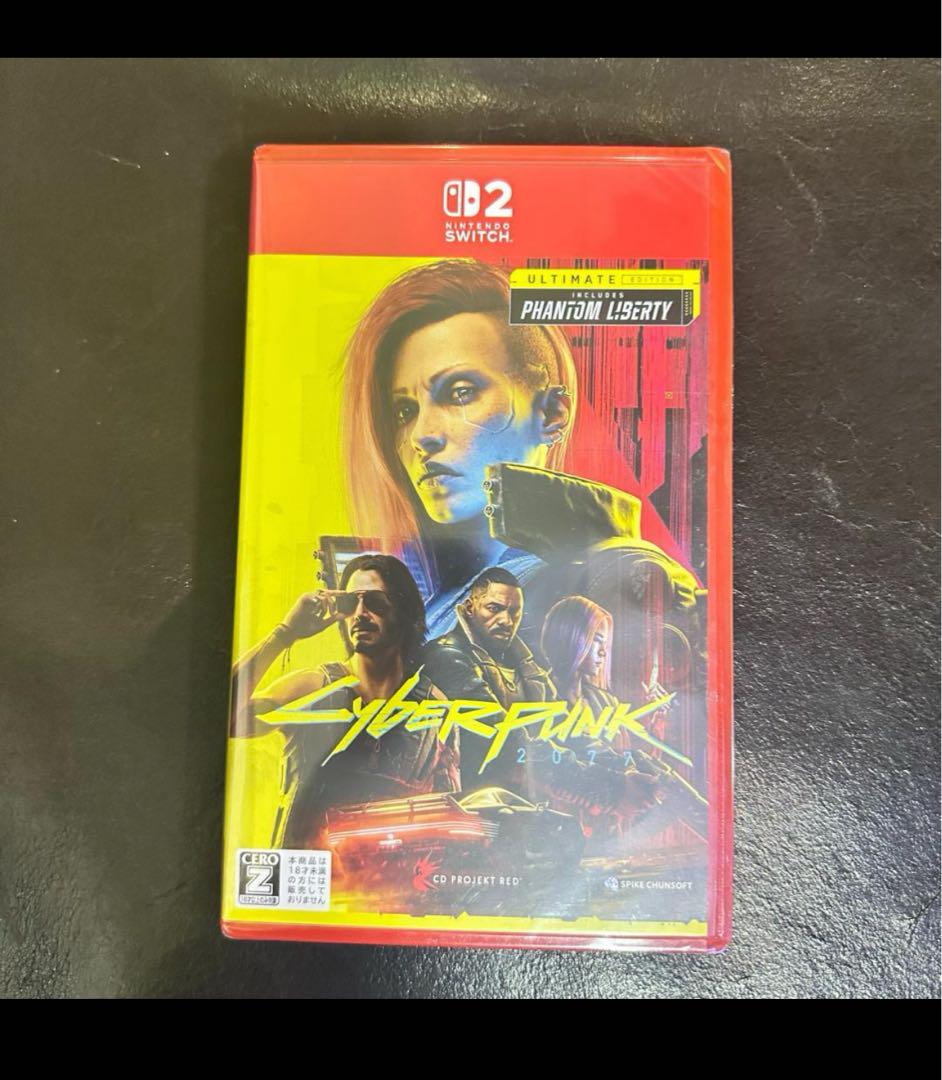 2
NINTENDO
SWITCH
ULTIMATE EDITION
INCLUDES
PHANTOM L!BERTY
Cyberpunk
2077
CERO
Z
本商品は
18才未満
の方には
販売して
おりません
CD PROJEKT RED
SPIKE CHUNSOFT